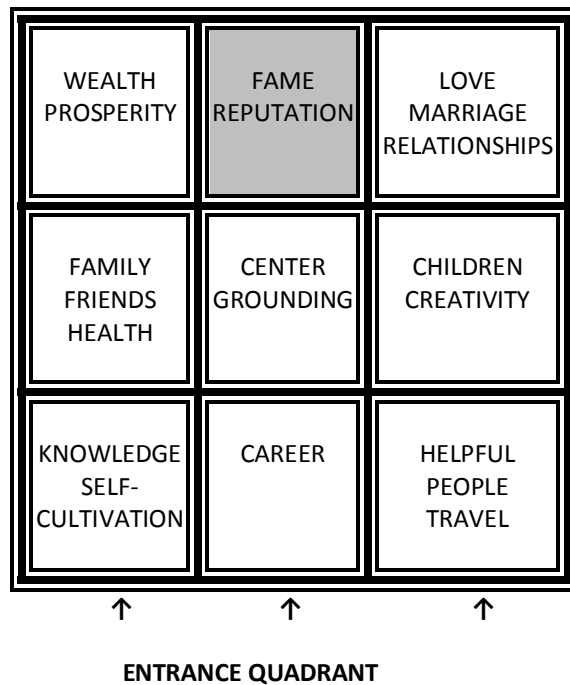 WEALTH
PROSPERITY
FAME
REPUTATION
LOVE
MARRIAGE
RELATIONSHIPS
FAMILY
FRIENDS
HEALTH
CENTER
GROUNDING
CHILDREN
CREATIVITY
KNOWLEDGE
SELF-
CULTIVATION
CAREER
HELPFUL
PEOPLE
TRAVEL
↑ ↑ ↑
ENTRANCE QUADRANT